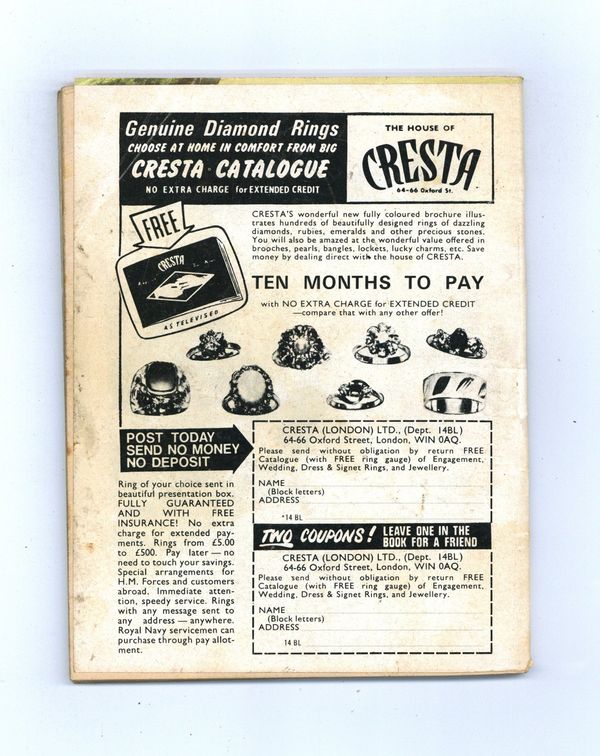 Genuine Diamond Rings
CHOOSE AT HOME IN COMFORT FROM BIG
CRESTA CATALOGUE
NO EXTRA CHARGE for EXTENDED CREDIT
THE HOUSE OF
CRESTA
64-66 Oxford St.
FREE
CRESTA
AS TELEVISED
CRESTA'S wonderful new fully coloured brochure illus-
trates hundreds of beautifully designed rings of dazzling
diamonds, rubies, emeralds and other precious stones.
You will also be amazed at the wonderful value offered in
brooches, pearls, bangles, lockets, lucky charms, etc. Save
money by dealing direct with the house of CRESTA.
TEN MONTHS TO PAY
with NO EXTRA CHARGE for EXTENDED CREDIT
—compare that with any other offer!
POST TODAY
SEND NO MONEY
NO DEPOSIT
Ring of your choice sent in
beautiful presentation box.
FULLY GUARANTEED
AND WITH FREE
INSURANCE! No extra
charge for extended pay-
ments. Rings from £5.00
to £500. Pay later — no
need to touch your savings.
Special arrangements for
H.M. Forces and customers
abroad. Immediate atten-
tion, speedy service. Rings
with any message sent to
any address — anywhere.
Royal Navy servicemen can
purchase through pay allot-
ment.
CRESTA (LONDON) LTD., (Dept. 14BL)
64-66 Oxford Street, London, WIN 0AQ.
Please send without obligation by return FREE
Catalogue (with FREE ring gauge) of Engagement,
Wedding, Dress & Signet Rings, and Jewellery.
NAME
(Block letters)
ADDRESS
*14 BL
TWO COUPONS! LEAVE ONE IN THE
BOOK FOR A FRIEND
CRESTA (LONDON) LTD., (Dept. 14BL)
64-66 Oxford Street, London, WIN 0AQ.
Please send without obligation by return FREE
Catalogue (with FREE ring gauge) of Engagement,
Wedding, Dress & Signet Rings, and Jewellery.
NAME
(Block letters)
ADDRESS
14 BL